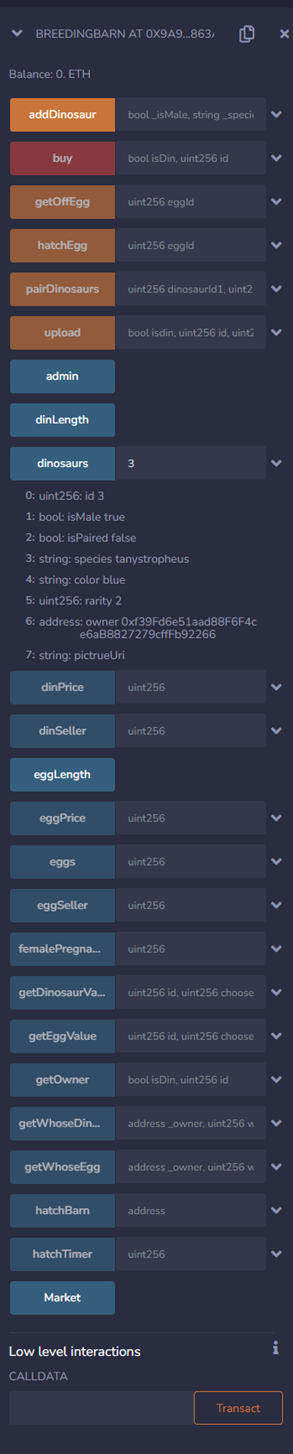 BREEDINGBARN AT 0X9A9...863A
Balance: 0. ETH
addDinosaur bool _isMale, string _speci
buy bool isDin, uint256 id
getOffEgg uint256 eggId
hatchEgg uint256 eggId
pairDinosaurs uint256 dinosaurId1, uint2
upload bool isdin, uint256 id, uint2
admin
dinLength
dinosaurs 3
0: uint256: id 3
1: bool: isMale true
2: bool: isPaired false
3: string: species tanystropheus
4: string: color blue
5: uint256: rarity 2
6: address: owner 0xf39Fd6e51aad88F6F4c
e6aB8827279cffFb92266
7: string: pictrueUri
dinPrice uint256
dinSeller uint256
eggLength
eggPrice uint256
eggs uint256
eggSeller uint256
femalePregna... uint256
getDinosaurVa... uint256 id, uint256 choose
getEggValue uint256 id, uint256 choose
getOwner bool isDin, uint256 id
getWhoseDin... address _owner, uint256 w
getWhoseEgg address _owner, uint256 w
hatchBarn address
hatchTimer uint256
Market
Low level interactions
CALLDATA
Transact